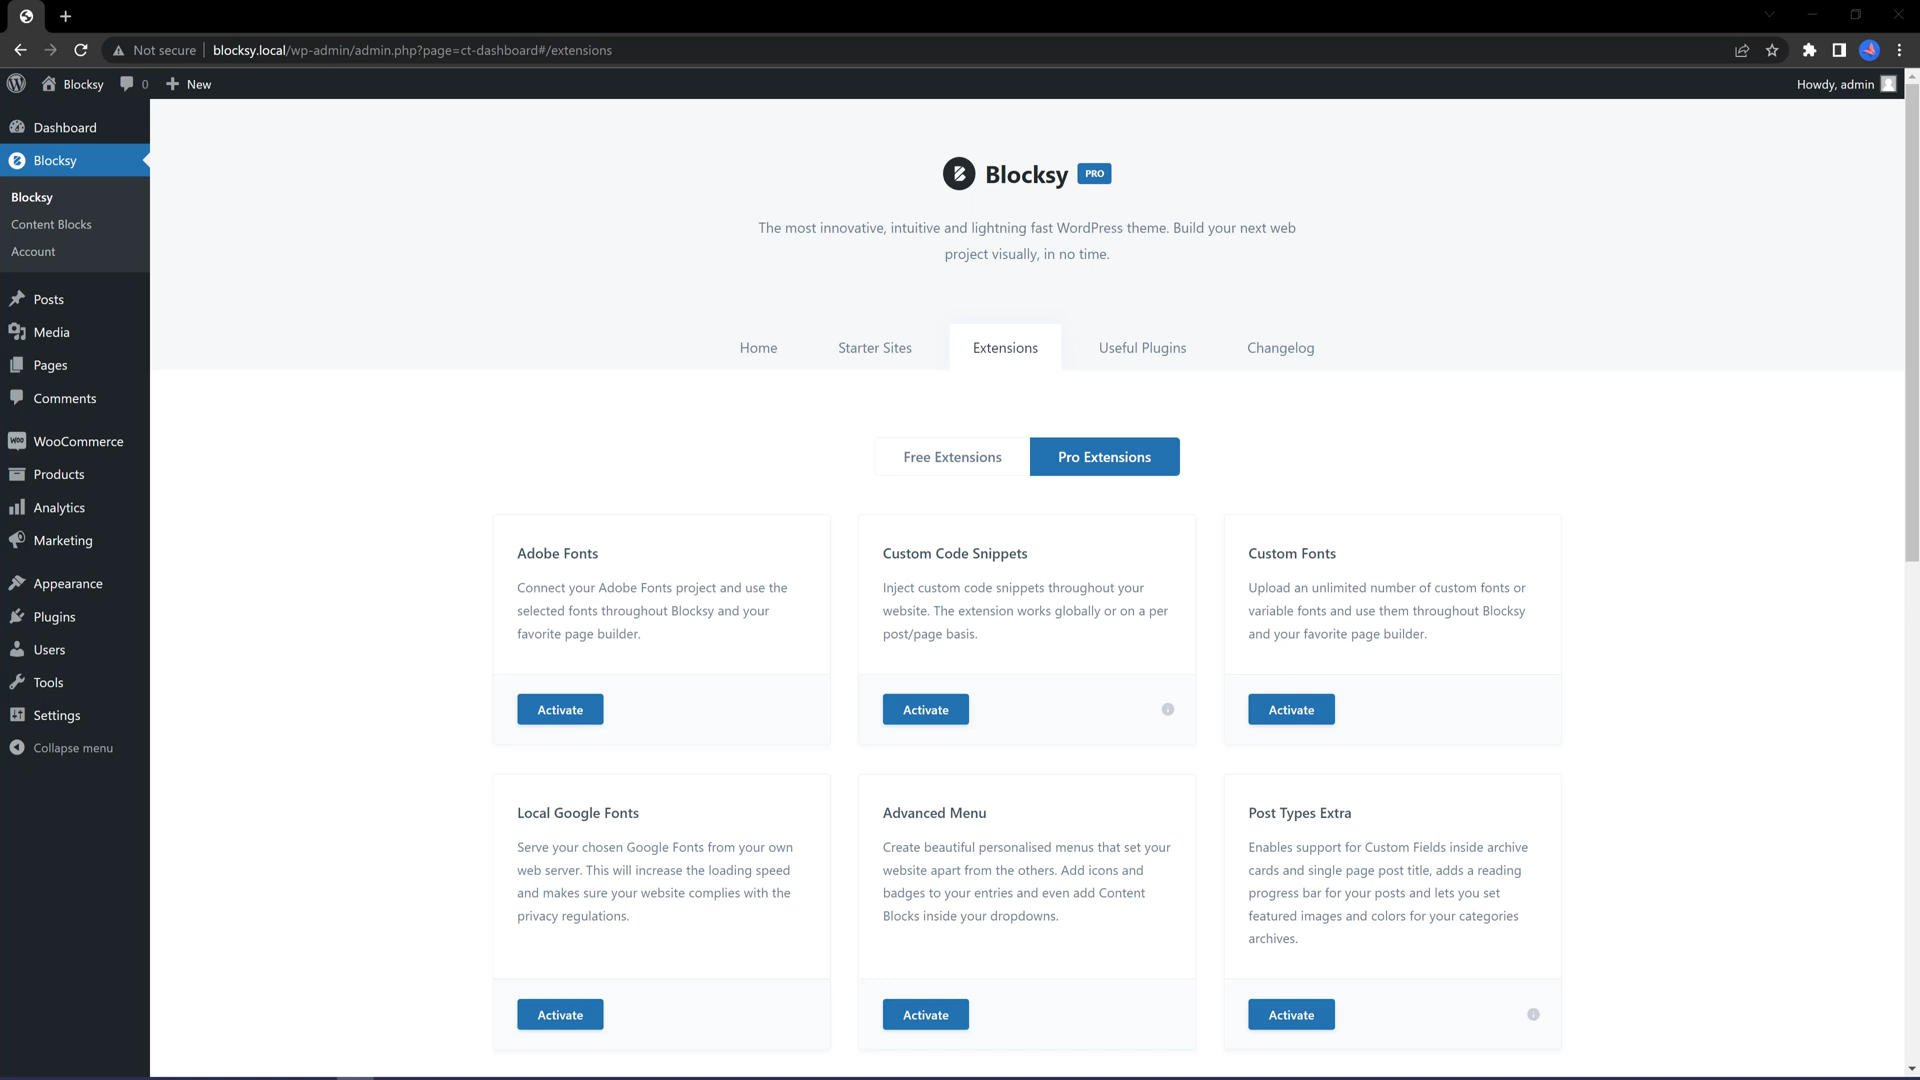 Not secure
blocksy.local/wp-admin/admin.php?page=ct-dashboard#/extensions
Blocksy
0
New
Howdy, admin
Dashboard
Blocksy
Blocksy
Content Blocks
Account
Posts
Media
Pages
Comments
WooCommerce
Products
Analytics
Marketing
Appearance
Plugins
Users
Tools
Settings
Collapse menu
Blocksy PRO
The most innovative, intuitive and lightning fast WordPress theme. Build your next web
project visually, in no time.
Home
Starter Sites
Extensions
Useful Plugins
Changelog
Free Extensions
Pro Extensions
Adobe Fonts
Connect your Adobe Fonts project and use the
selected fonts throughout Blocksy and your
favorite page builder.
Activate
Custom Code Snippets
Inject custom code snippets throughout your
website. The extension works globally or on a per
post/page basis.
Activate
Custom Fonts
Upload an unlimited number of custom fonts or
variable fonts and use them throughout Blocksy
and your favorite page builder.
Activate
Local Google Fonts
Serve your chosen Google Fonts from your own
web server. This will increase the loading speed
and makes sure your website complies with the
privacy regulations.
Activate
Advanced Menu
Create beautiful personalised menus that set your
website apart from the others. Add icons and
badges to your entries and even add Content
Blocks inside your dropdowns.
Activate
Post Types Extra
Enables support for Custom Fields inside archive
cards and single page post title, adds a reading
progress bar for your posts and lets you set
featured images and colors for your categories
archives.
Activate